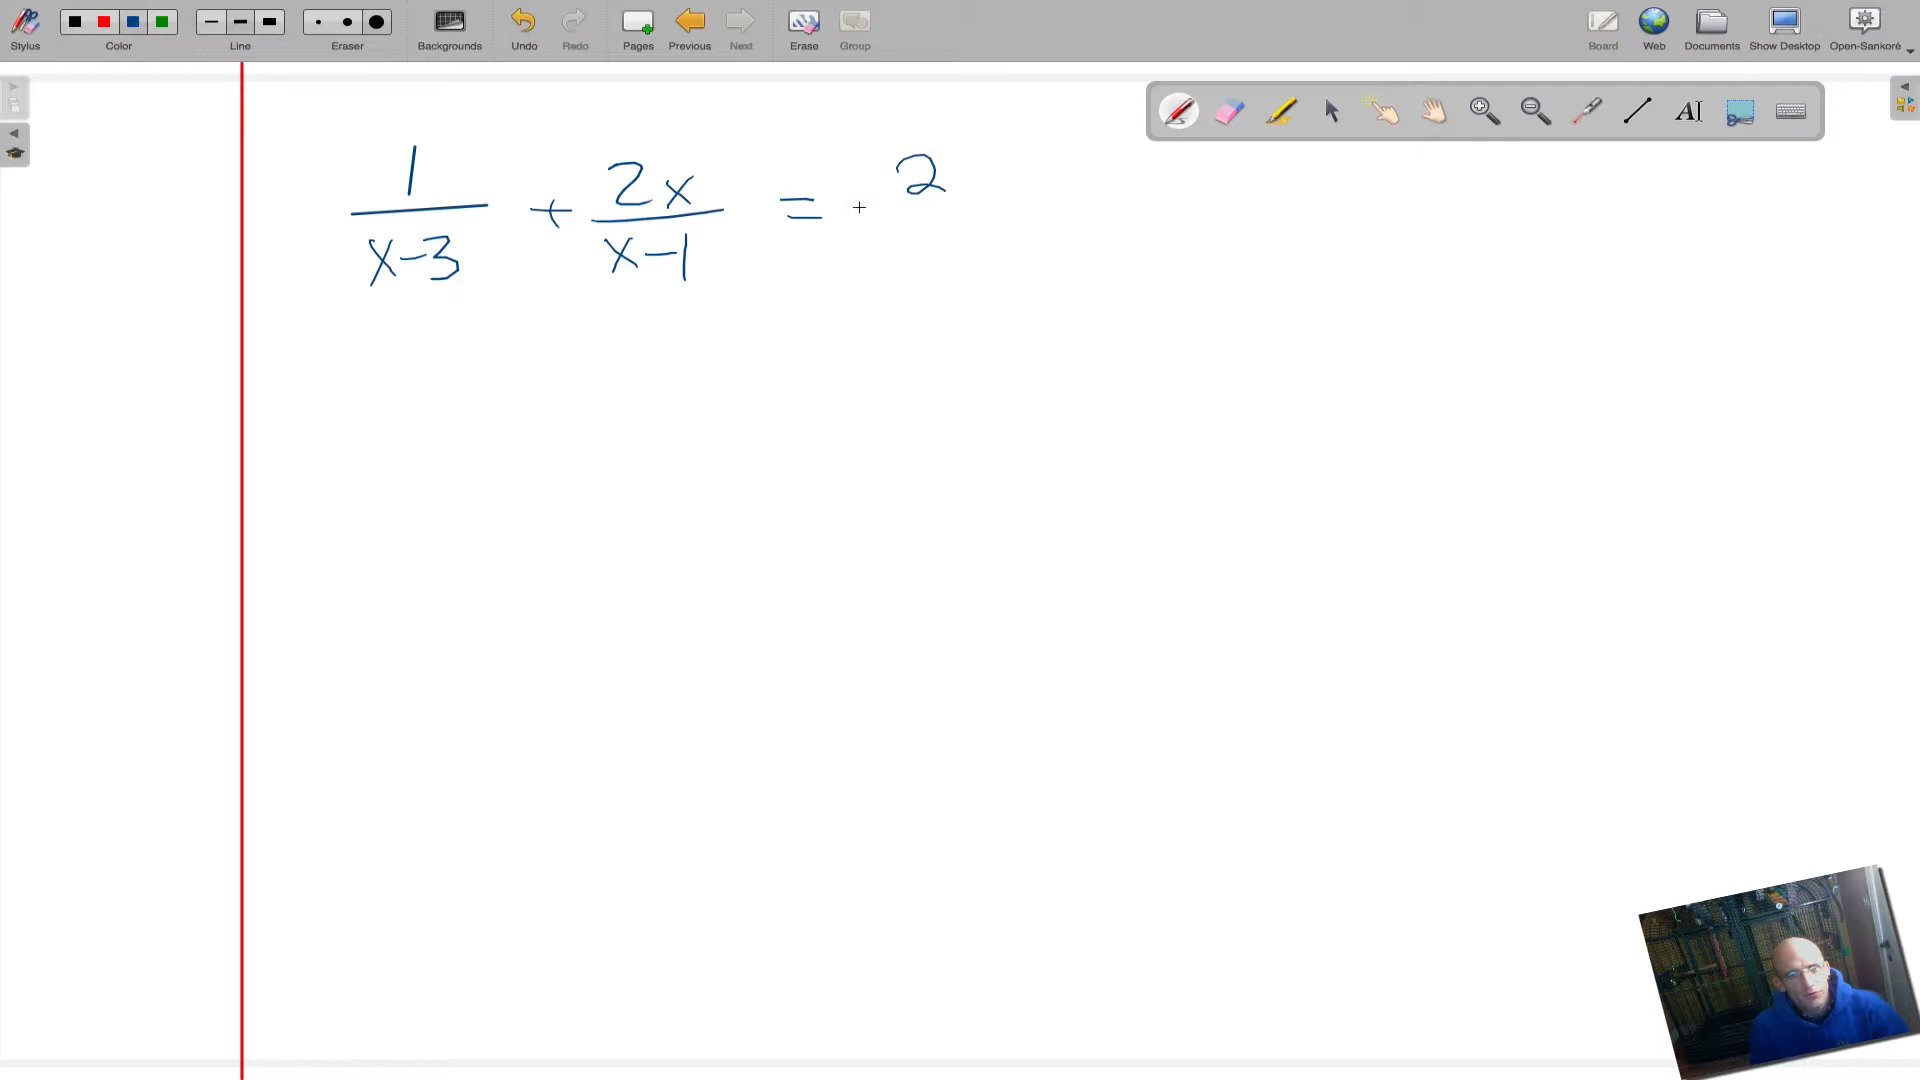 Stylus Color Line Eraser Backgrounds Undo Redo Pages Previous Next Erase Group Board Web Documents Show Desktop Open-Sankoré
AI
1/(x-3) + 2x/(x-1) = 2